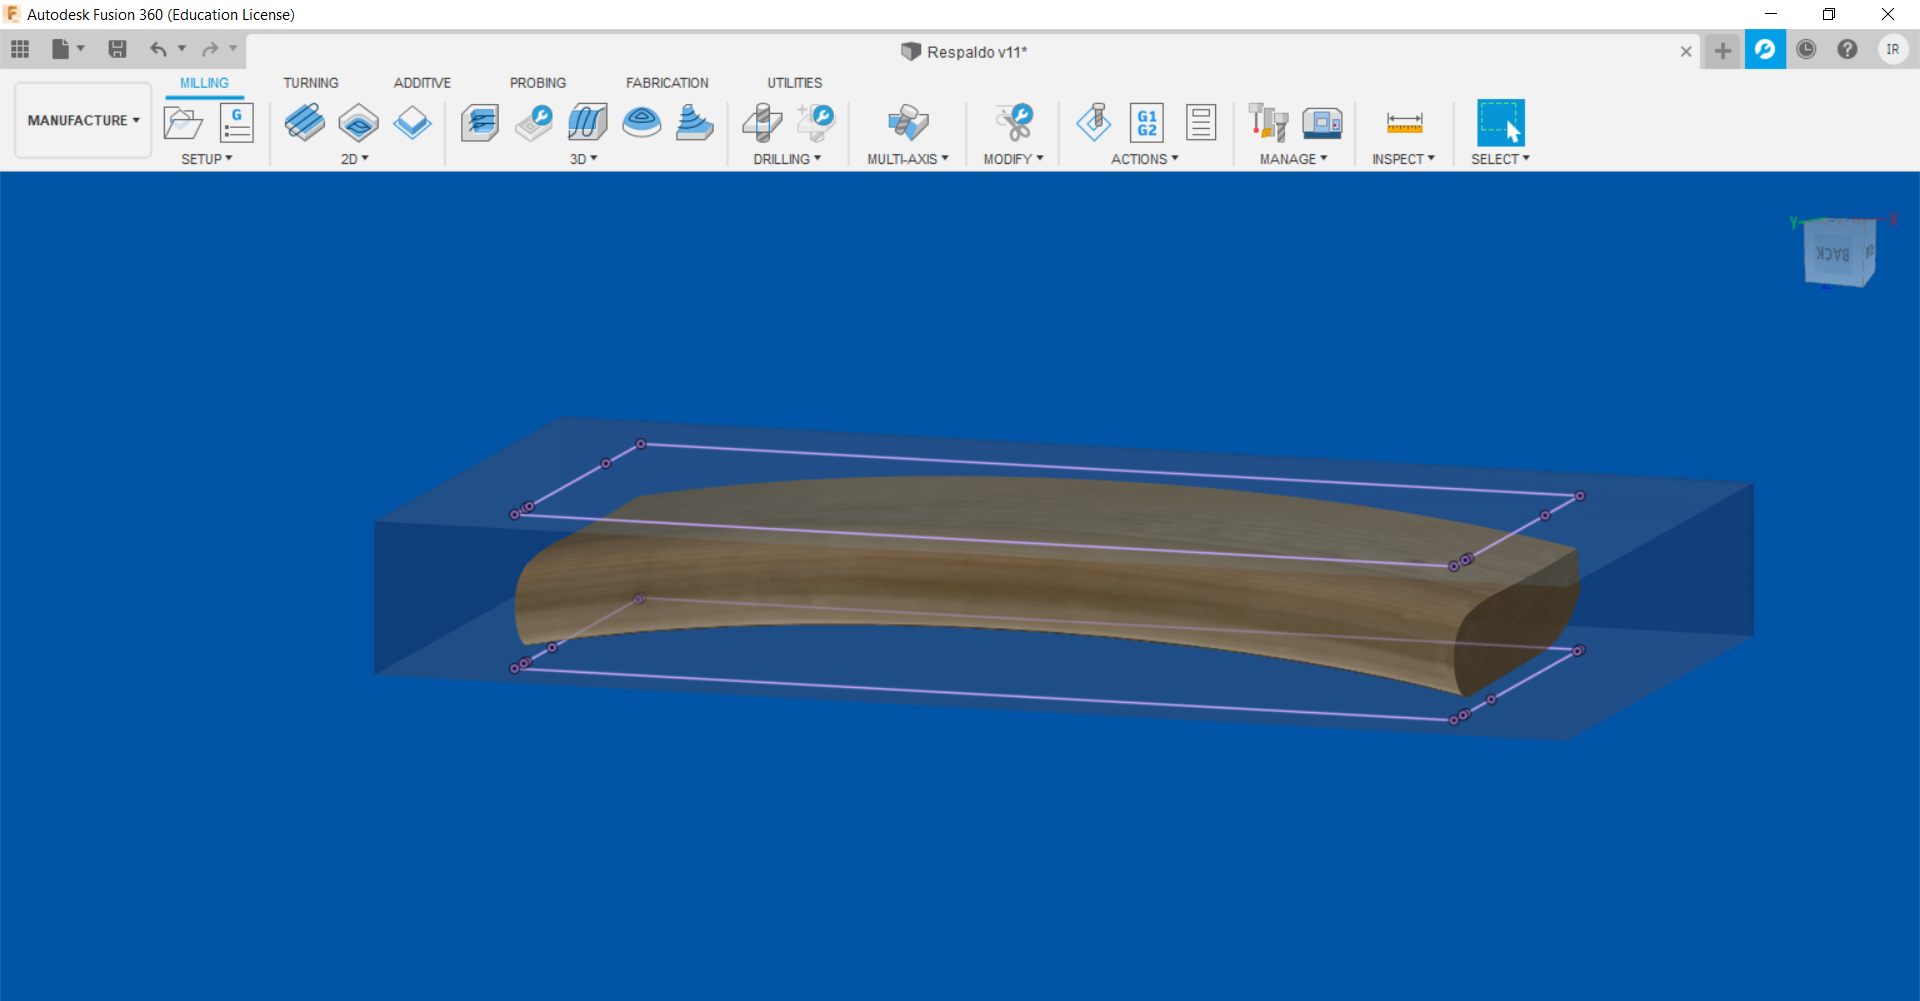 Autodesk Fusion 360 (Education License)
Respaldo v11*
IR
MANUFACTURE
MILLING TURNING ADDITIVE PROBING FABRICATION UTILITIES
G
G1
G2
SETUP 2D 3D DRILLING MULTI-AXIS MODIFY ACTIONS MANAGE INSPECT SELECT
Y X
BACK